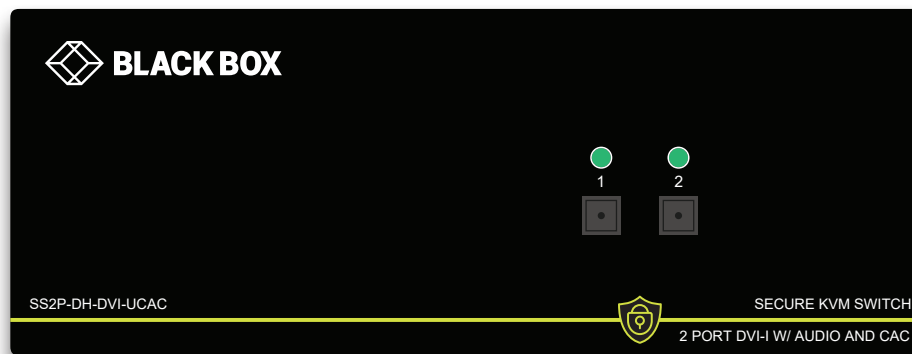 BLACK BOX
1 2
SS2P-DH-DVI-UCAC
SECURE KVM SWITCH
2 PORT DVI-I W/ AUDIO AND CAC